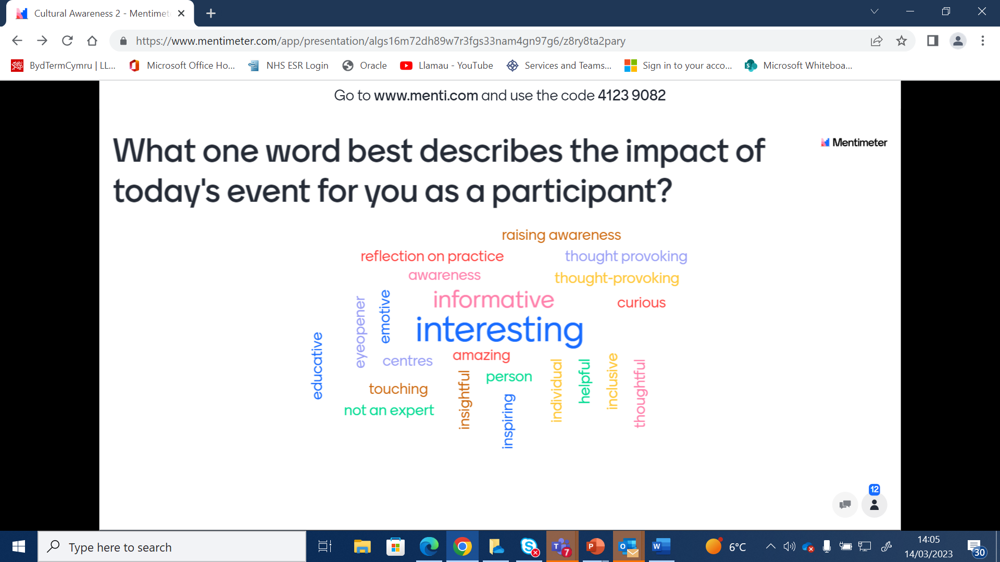 Cultural Awareness 2 - Mentimet
https://www.mentimeter.com/app/presentation/algs16m72dh89w7r3fgs33nam4gn97g6/z8ry8ta2pary
BydTermCymru | LL... Microsoft Office Ho... NHS ESR Login Oracle Llamau - YouTube Services and Teams... Sign in to your acco... Microsoft Whiteboa...
Go to www.menti.com and use the code 4123 9082
What one word best describes the impact of
today's event for you as a participant?
Mentimeter
raising awareness
reflection on practice
thought provoking
awareness
thought-provoking
informative
curious
eyeopener
emotive
interesting
educative
centres
amazing
person
individual
helpful
inclusive
thoughtful
touching
insightful
not an expert
inspiring
12
Type here to search
7
6°C
14:05
14/03/2023
30